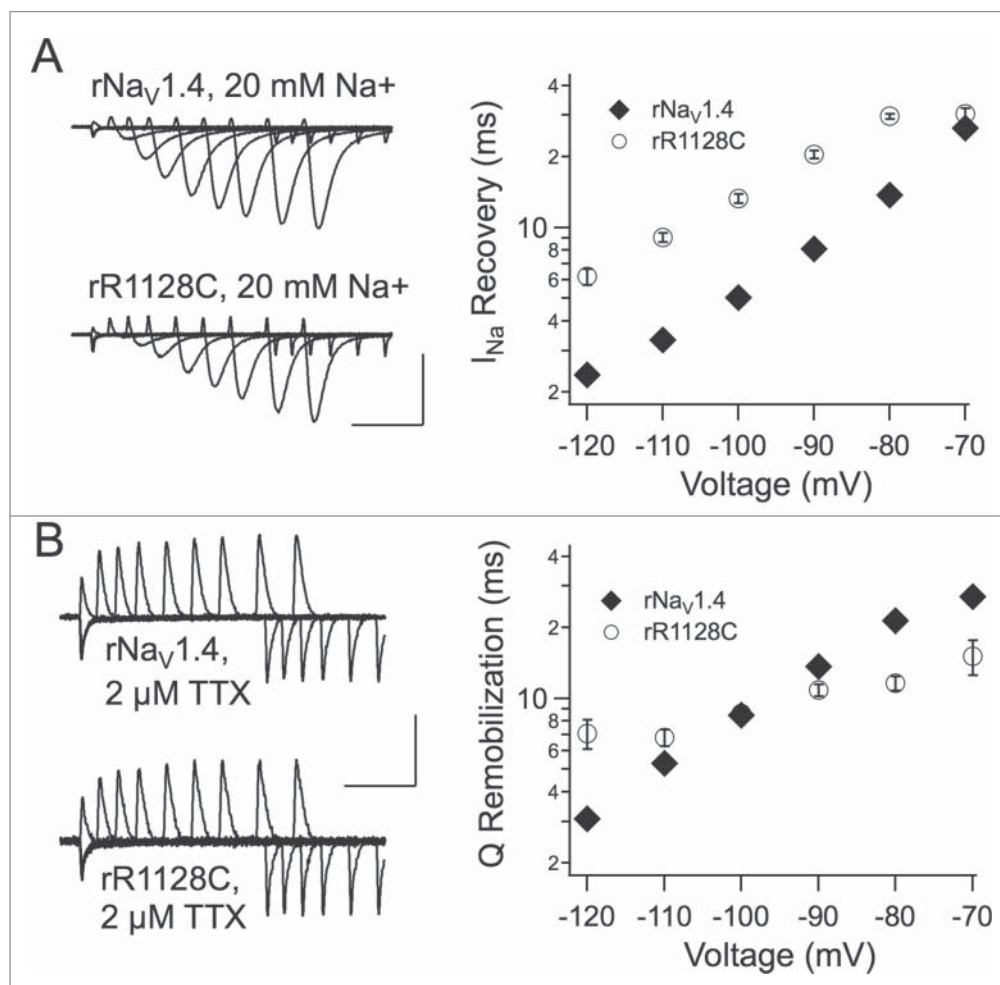 A
rNaV1.4, 20 mM Na+
rR1128C, 20 mM Na+
INa Recovery (ms)
4
2
10
8
6
4
2
rNaV1.4
rR1128C
-120 -110 -100 -90 -80 -70
Voltage (mV)
B
rNaV1.4,
2 µM TTX
rR1128C,
2 µM TTX
Q Remobilization (ms)
4
2
10
8
6
4
2
rNaV1.4
rR1128C
-120 -110 -100 -90 -80 -70
Voltage (mV)